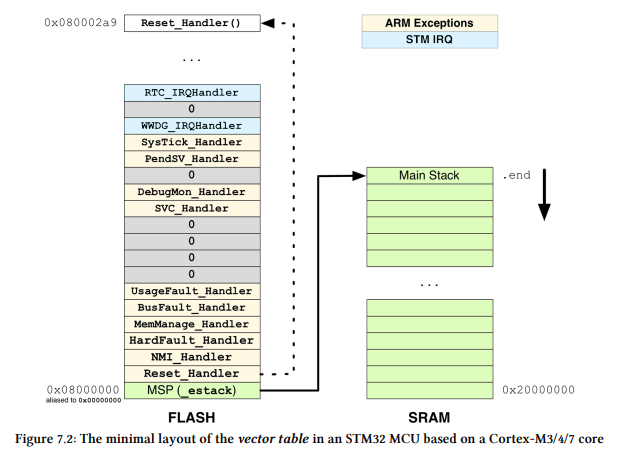 0x080002a9
Reset_Handler()
ARM Exceptions
STM IRQ
...
RTC_IRQHandler
0
WWDG_IRQHandler
SysTick_Handler
PendSV_Handler
0
DebugMon_Handler
SVC_Handler
0
0
0
0
UsageFault_Handler
BusFault_Handler
MemManage_Handler
HardFault_Handler
NMI_Handler
Reset_Handler
0x08000000
aliased to 0x00000000
MSP (_estack)
FLASH
Main Stack
.end
...
0x20000000
SRAM
Figure 7.2: The minimal layout of the vector table in an STM32 MCU based on a Cortex-M3/4/7 core